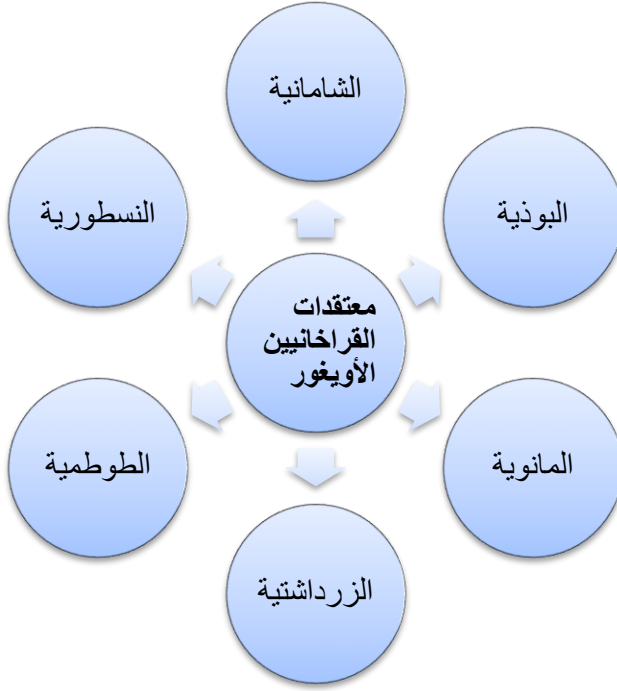 الشامانية
البوذية
المانوية
الزرداشتية
الطوطمية
النسطورية
معتقدات
القراخانيين
الأويغور